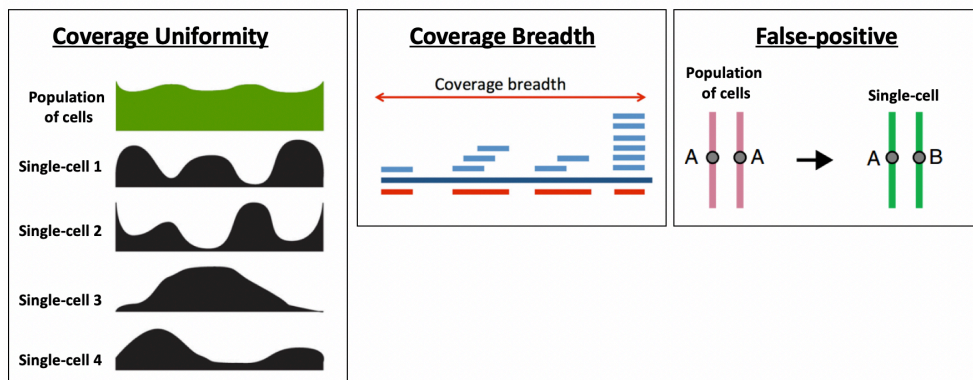 Coverage Uniformity
Population
of cells
Single-cell 1
Single-cell 2
Single-cell 3
Single-cell 4
Coverage Breadth
Coverage breadth
False-positive
Population
of cells
Single-cell
A A
A B